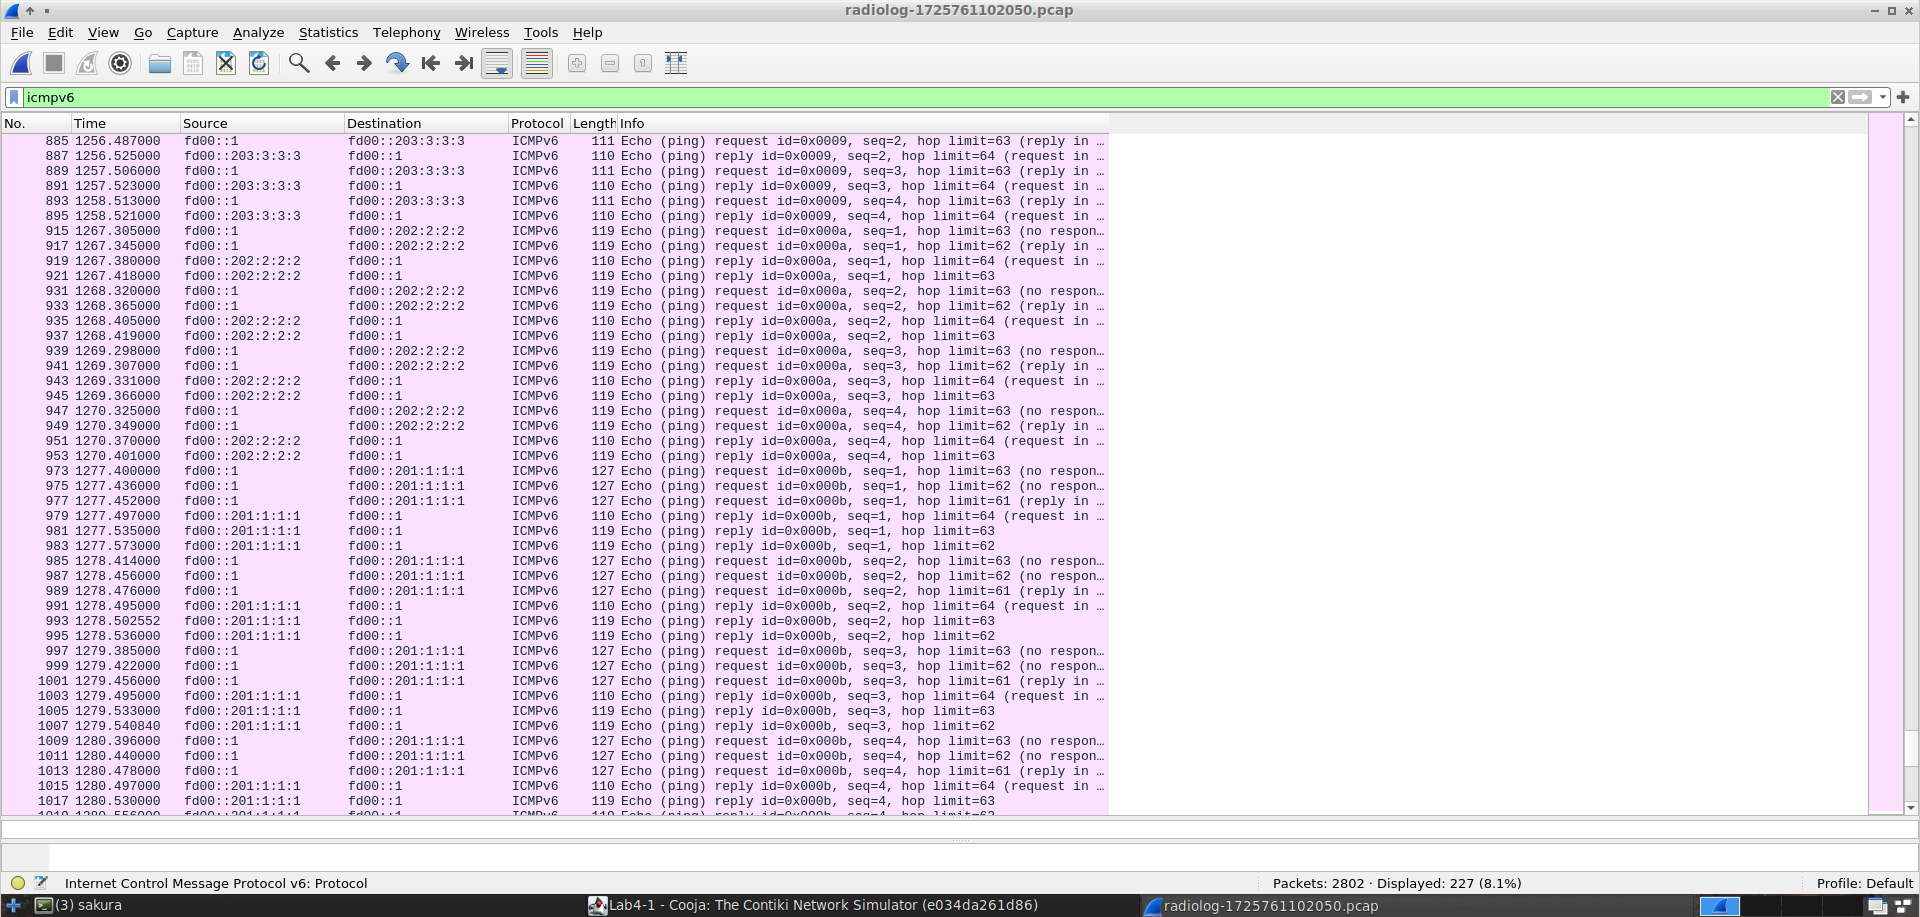 radiolog-1725761102050.pcap
File Edit View Go Capture Analyze Statistics Telephony Wireless Tools Help
icmpv6
No. Time Source Destination Protocol Length Info
885 1256.487000 fd00::1 fd00::203:3:3:3 ICMPv6 111 Echo (ping) request id=0x0009, seq=2, hop limit=63 (reply in …
887 1256.525000 fd00::203:3:3:3 fd00::1 ICMPv6 110 Echo (ping) reply id=0x0009, seq=2, hop limit=64 (request in …
889 1257.506000 fd00::1 fd00::203:3:3:3 ICMPv6 111 Echo (ping) request id=0x0009, seq=3, hop limit=63 (reply in …
891 1257.523000 fd00::203:3:3:3 fd00::1 ICMPv6 110 Echo (ping) reply id=0x0009, seq=3, hop limit=64 (request in …
893 1258.513000 fd00::1 fd00::203:3:3:3 ICMPv6 111 Echo (ping) request id=0x0009, seq=4, hop limit=63 (reply in …
895 1258.521000 fd00::203:3:3:3 fd00::1 ICMPv6 110 Echo (ping) reply id=0x0009, seq=4, hop limit=64 (request in …
915 1267.305000 fd00::1 fd00::202:2:2:2 ICMPv6 119 Echo (ping) request id=0x000a, seq=1, hop limit=63 (no respon…
917 1267.345000 fd00::1 fd00::202:2:2:2 ICMPv6 119 Echo (ping) request id=0x000a, seq=1, hop limit=62 (reply in …
919 1267.380000 fd00::202:2:2:2 fd00::1 ICMPv6 110 Echo (ping) reply id=0x000a, seq=1, hop limit=64 (request in …
921 1267.418000 fd00::202:2:2:2 fd00::1 ICMPv6 119 Echo (ping) reply id=0x000a, seq=1, hop limit=63
931 1268.320000 fd00::1 fd00::202:2:2:2 ICMPv6 119 Echo (ping) request id=0x000a, seq=2, hop limit=63 (no respon…
933 1268.365000 fd00::1 fd00::202:2:2:2 ICMPv6 119 Echo (ping) request id=0x000a, seq=2, hop limit=62 (reply in …
935 1268.405000 fd00::202:2:2:2 fd00::1 ICMPv6 110 Echo (ping) reply id=0x000a, seq=2, hop limit=64 (request in …
937 1268.419000 fd00::202:2:2:2 fd00::1 ICMPv6 119 Echo (ping) reply id=0x000a, seq=2, hop limit=63
939 1269.298000 fd00::1 fd00::202:2:2:2 ICMPv6 119 Echo (ping) request id=0x000a, seq=3, hop limit=63 (no respon…
941 1269.307000 fd00::1 fd00::202:2:2:2 ICMPv6 119 Echo (ping) request id=0x000a, seq=3, hop limit=62 (reply in …
943 1269.331000 fd00::202:2:2:2 fd00::1 ICMPv6 110 Echo (ping) reply id=0x000a, seq=3, hop limit=64 (request in …
945 1269.366000 fd00::202:2:2:2 fd00::1 ICMPv6 119 Echo (ping) reply id=0x000a, seq=3, hop limit=63
947 1270.325000 fd00::1 fd00::202:2:2:2 ICMPv6 119 Echo (ping) request id=0x000a, seq=4, hop limit=63 (no respon…
949 1270.349000 fd00::1 fd00::202:2:2:2 ICMPv6 119 Echo (ping) request id=0x000a, seq=4, hop limit=62 (reply in …
951 1270.370000 fd00::202:2:2:2 fd00::1 ICMPv6 110 Echo (ping) reply id=0x000a, seq=4, hop limit=64 (request in …
953 1270.401000 fd00::202:2:2:2 fd00::1 ICMPv6 119 Echo (ping) reply id=0x000a, seq=4, hop limit=63
973 1277.400000 fd00::1 fd00::201:1:1:1 ICMPv6 127 Echo (ping) request id=0x000b, seq=1, hop limit=63 (no respon…
975 1277.436000 fd00::1 fd00::201:1:1:1 ICMPv6 127 Echo (ping) request id=0x000b, seq=1, hop limit=62 (no respon…
977 1277.452000 fd00::1 fd00::201:1:1:1 ICMPv6 127 Echo (ping) request id=0x000b, seq=1, hop limit=61 (reply in …
979 1277.497000 fd00::201:1:1:1 fd00::1 ICMPv6 110 Echo (ping) reply id=0x000b, seq=1, hop limit=64 (request in …
981 1277.535000 fd00::201:1:1:1 fd00::1 ICMPv6 119 Echo (ping) reply id=0x000b, seq=1, hop limit=63
983 1277.573000 fd00::201:1:1:1 fd00::1 ICMPv6 119 Echo (ping) reply id=0x000b, seq=1, hop limit=62
985 1278.414000 fd00::1 fd00::201:1:1:1 ICMPv6 127 Echo (ping) request id=0x000b, seq=2, hop limit=63 (no respon…
987 1278.456000 fd00::1 fd00::201:1:1:1 ICMPv6 127 Echo (ping) request id=0x000b, seq=2, hop limit=62 (no respon…
989 1278.476000 fd00::1 fd00::201:1:1:1 ICMPv6 127 Echo (ping) request id=0x000b, seq=2, hop limit=61 (reply in …
991 1278.495000 fd00::201:1:1:1 fd00::1 ICMPv6 110 Echo (ping) reply id=0x000b, seq=2, hop limit=64 (request in …
993 1278.502552 fd00::201:1:1:1 fd00::1 ICMPv6 119 Echo (ping) reply id=0x000b, seq=2, hop limit=63
995 1278.536000 fd00::201:1:1:1 fd00::1 ICMPv6 119 Echo (ping) reply id=0x000b, seq=2, hop limit=62
997 1279.385000 fd00::1 fd00::201:1:1:1 ICMPv6 127 Echo (ping) request id=0x000b, seq=3, hop limit=63 (no respon…
999 1279.422000 fd00::1 fd00::201:1:1:1 ICMPv6 127 Echo (ping) request id=0x000b, seq=3, hop limit=62 (no respon…
1001 1279.456000 fd00::1 fd00::201:1:1:1 ICMPv6 127 Echo (ping) request id=0x000b, seq=3, hop limit=61 (reply in …
1003 1279.495000 fd00::201:1:1:1 fd00::1 ICMPv6 110 Echo (ping) reply id=0x000b, seq=3, hop limit=64 (request in …
1005 1279.533000 fd00::201:1:1:1 fd00::1 ICMPv6 119 Echo (ping) reply id=0x000b, seq=3, hop limit=63
1007 1279.540840 fd00::201:1:1:1 fd00::1 ICMPv6 119 Echo (ping) reply id=0x000b, seq=3, hop limit=62
1009 1280.396000 fd00::1 fd00::201:1:1:1 ICMPv6 127 Echo (ping) request id=0x000b, seq=4, hop limit=63 (no respon…
1011 1280.440000 fd00::1 fd00::201:1:1:1 ICMPv6 127 Echo (ping) request id=0x000b, seq=4, hop limit=62 (no respon…
1013 1280.478000 fd00::1 fd00::201:1:1:1 ICMPv6 127 Echo (ping) request id=0x000b, seq=4, hop limit=61 (reply in …
1015 1280.497000 fd00::201:1:1:1 fd00::1 ICMPv6 110 Echo (ping) reply id=0x000b, seq=4, hop limit=64 (request in …
1017 1280.530000 fd00::201:1:1:1 fd00::1 ICMPv6 119 Echo (ping) reply id=0x000b, seq=4, hop limit=63
Internet Control Message Protocol v6: Protocol Packets: 2802 · Displayed: 227 (8.1%) Profile: Default
(3) sakura Lab4-1 - Cooja: The Contiki Network Simulator (e034da261d86) radiolog-1725761102050.pcap